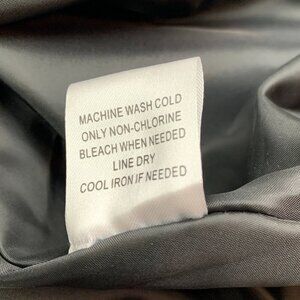 MACHINE WASH COLD
ONLY NON-CHLORINE
BLEACH WHEN NEEDED
LINE DRY
COOL IRON IF NEEDED